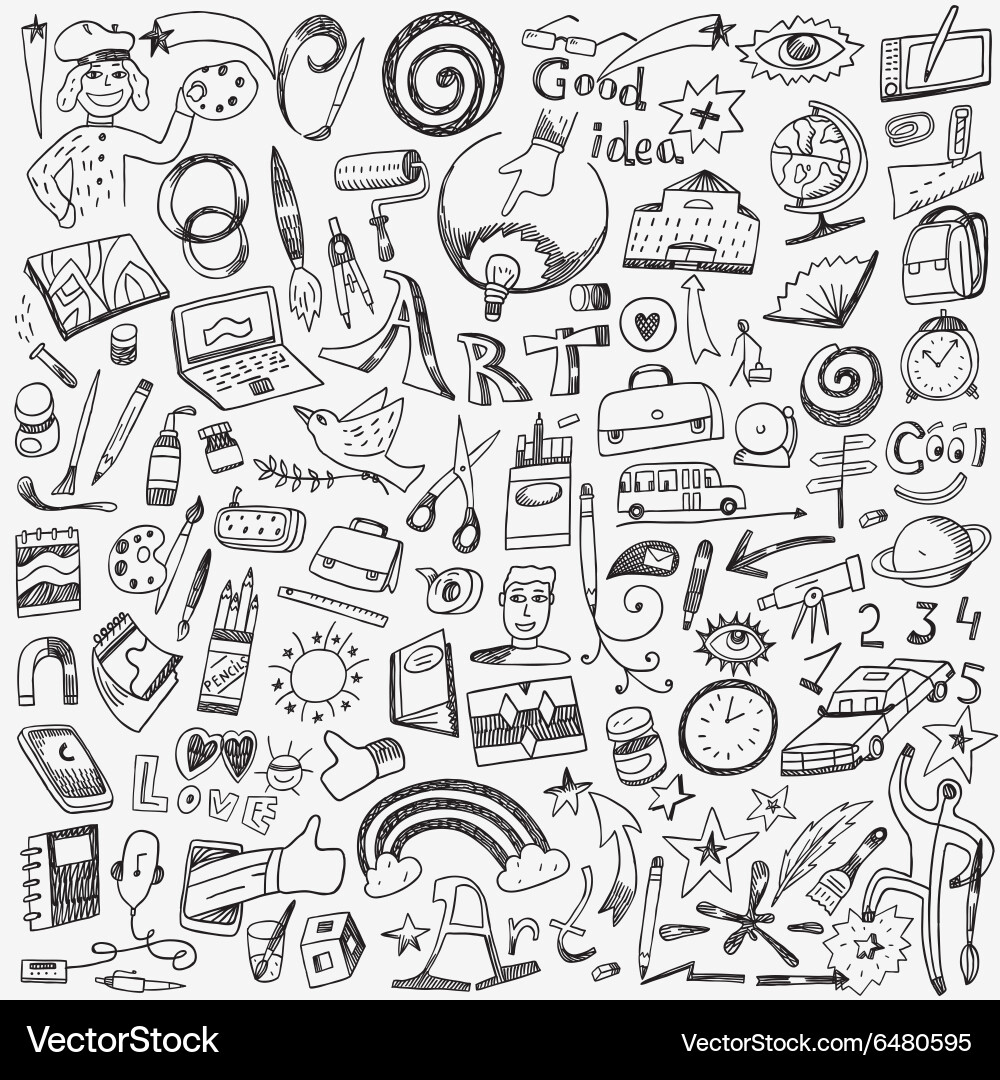 Good
idea
ART
Cool
2 3 4
1
5
PENCILS
LOVE
Art
VectorStock
VectorStock.com/6480595